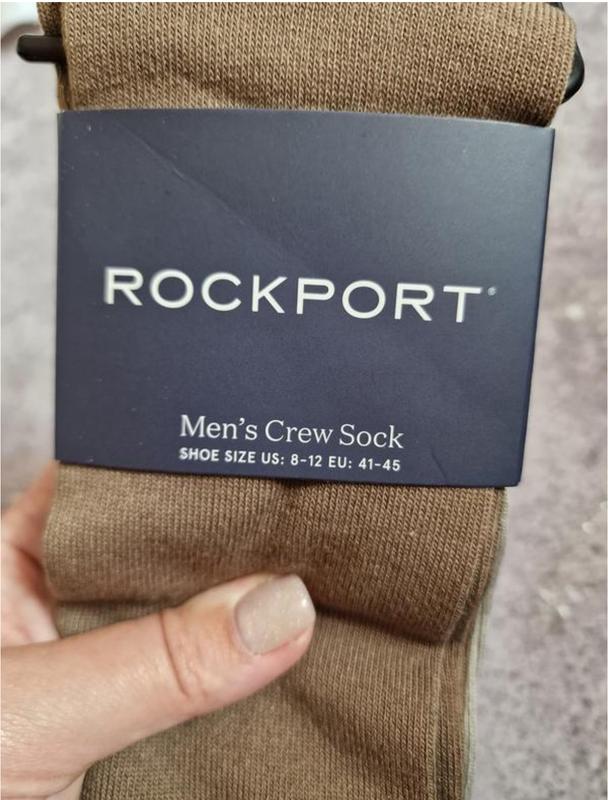 ROCKPORT®
Men's Crew Sock
SHOE SIZE US: 8-12 EU: 41-45